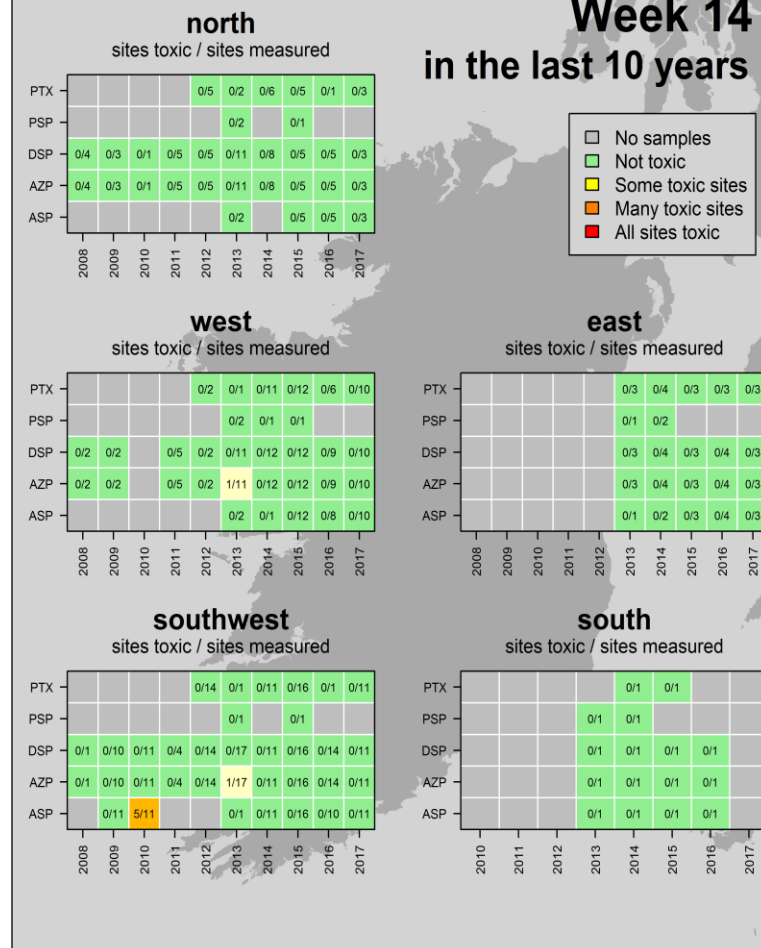 Week 14
in the last 10 years
No samples
Not toxic
Some toxic sites
Many toxic sites
All sites toxic
north
sites toxic / sites measured
PTX 0/5 0/2 0/6 0/5 0/1 0/3
PSP 0/2 0/1
DSP 0/4 0/3 0/1 0/5 0/5 0/11 0/8 0/5 0/5 0/3
AZP 0/4 0/3 0/1 0/5 0/5 0/11 0/8 0/5 0/5 0/3
ASP 0/2 0/5 0/5 0/3
2008 2009 2010 2011 2012 2013 2014 2015 2016 2017
west
sites toxic / sites measured
PTX 0/2 0/1 0/11 0/12 0/6 0/10
PSP 0/2 0/1 0/1
DSP 0/2 0/2 0/5 0/2 0/11 0/12 0/12 0/9 0/10
AZP 0/2 0/2 0/5 0/2 1/11 0/12 0/12 0/9 0/10
ASP 0/2 0/1 0/12 0/8 0/10
2008 2009 2010 2011 2012 2013 2014 2015 2016 2017
east
sites toxic / sites measured
PTX 0/3 0/4 0/3 0/3 0/3
PSP 0/1 0/2
DSP 0/3 0/4 0/3 0/4 0/3
AZP 0/3 0/4 0/3 0/4 0/3
ASP 0/1 0/2 0/3 0/4 0/3
2008 2009 2010 2011 2012 2013 2014 2015 2016 2017
southwest
sites toxic / sites measured
PTX 0/14 0/1 0/11 0/16 0/1 0/11
PSP 0/1 0/1
DSP 0/1 0/10 0/11 0/4 0/14 0/17 0/11 0/16 0/14 0/11
AZP 0/1 0/10 0/11 0/4 0/14 1/17 0/11 0/16 0/14 0/11
ASP 0/11 5/11 0/1 0/11 0/16 0/10 0/11
2008 2009 2010 2011 2012 2013 2014 2015 2016 2017
south
sites toxic / sites measured
PTX 0/1 0/1
PSP 0/1 0/1
DSP 0/1 0/1 0/1 0/1
AZP 0/1 0/1 0/1 0/1
ASP 0/1 0/1 0/1 0/1
2010 2011 2012 2013 2014 2015 2016 2017